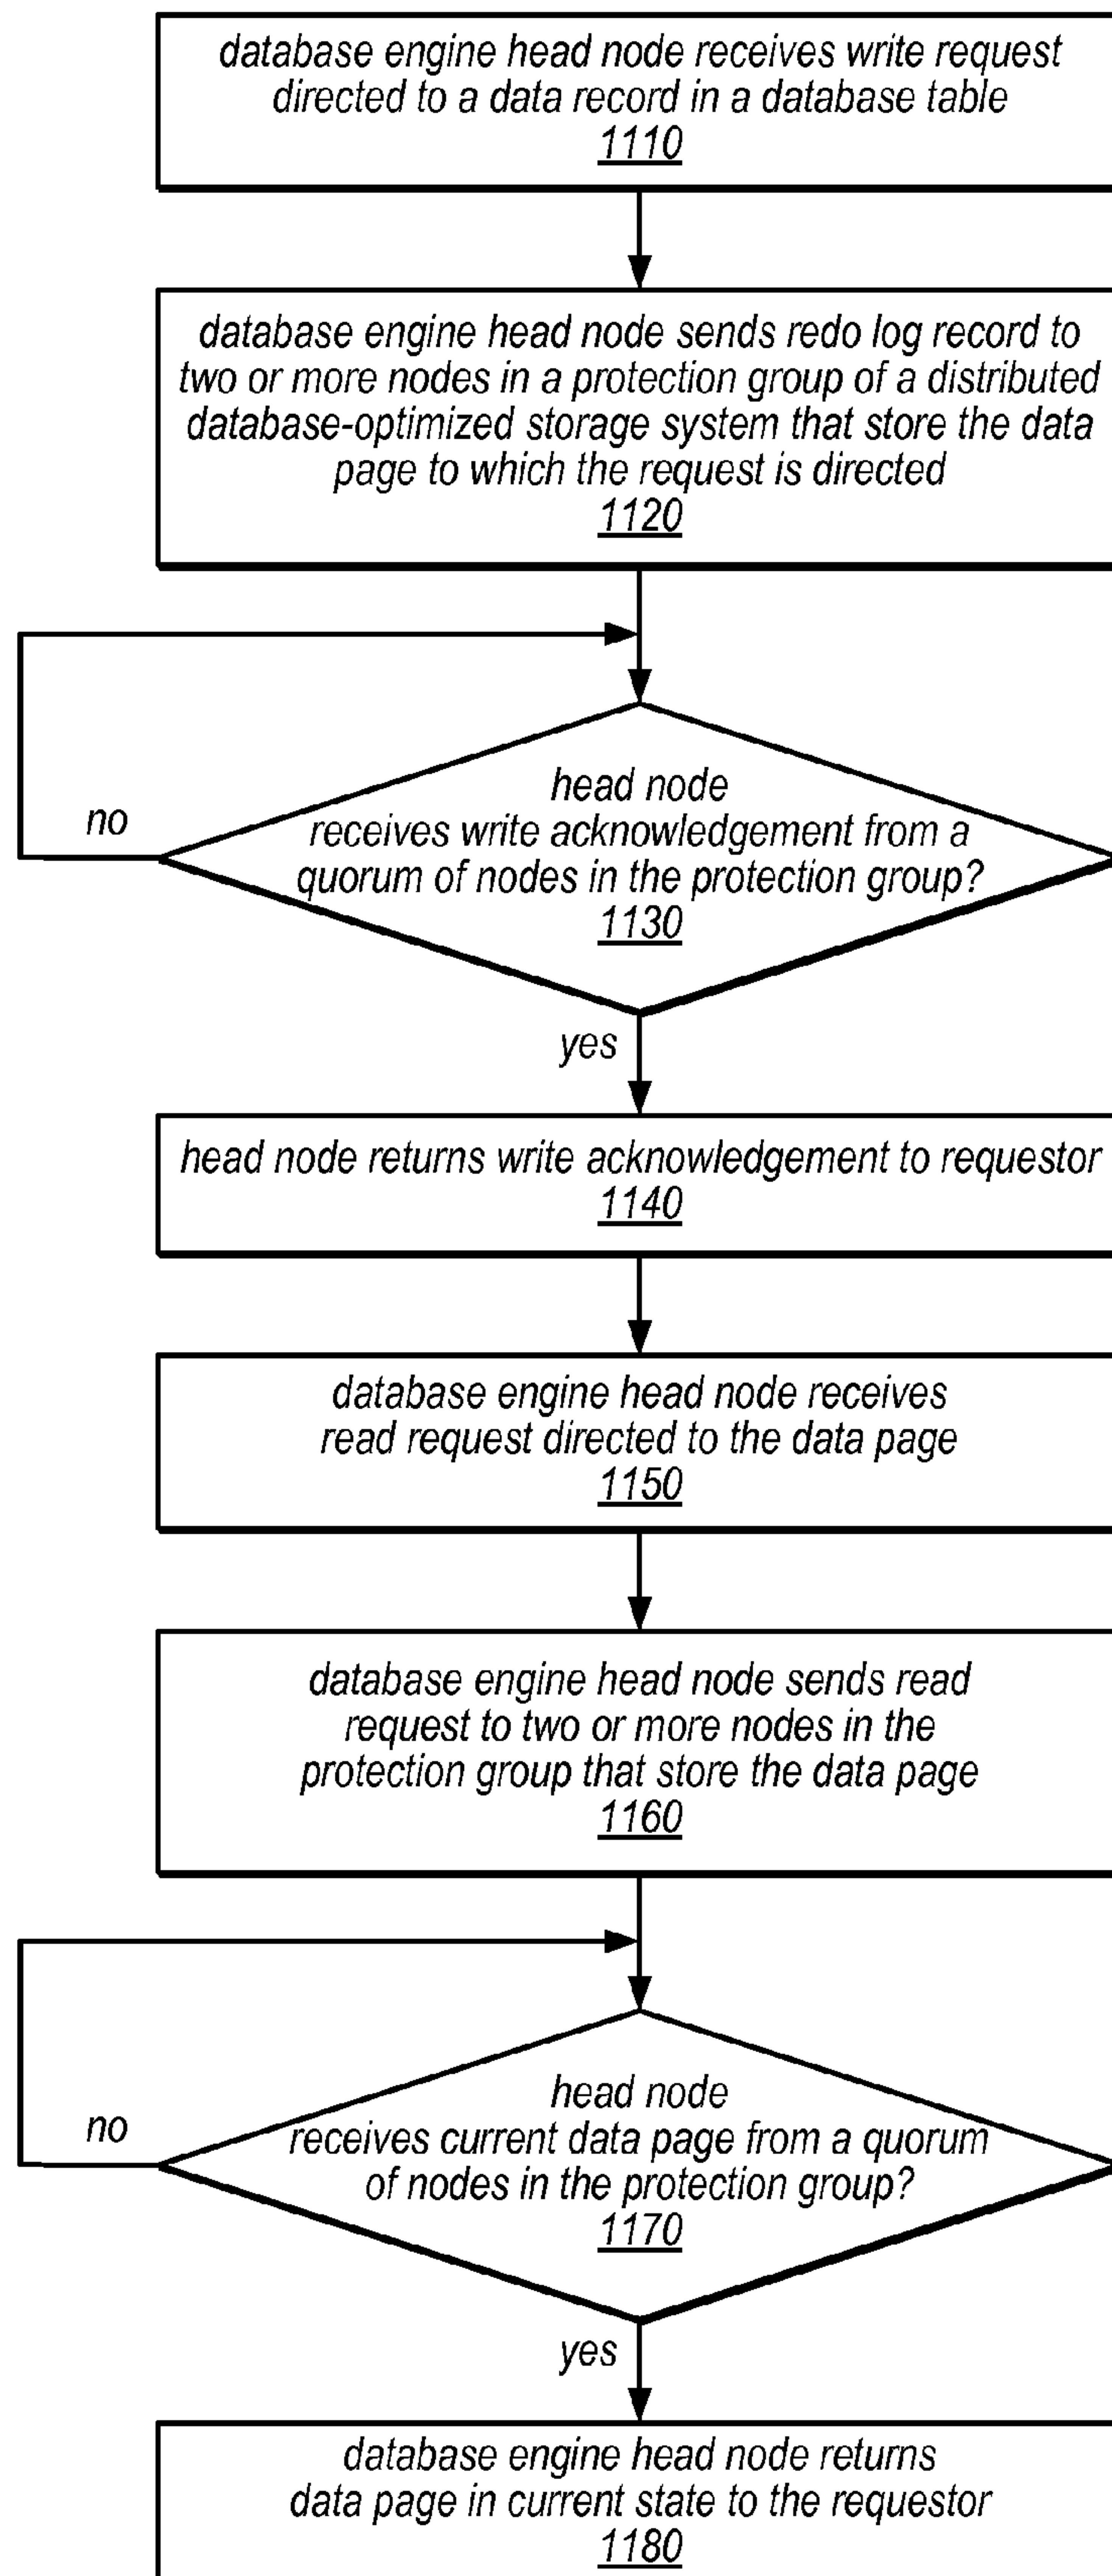 database engine head node receives write request
directed to a data record in a database table
1110
database engine head node sends redo log record to
two or more nodes in a protection group of a distributed
database-optimized storage system that store the data
page to which the request is directed
1120
head node
receives write acknowledgement from a
quorum of nodes in the protection group?
1130
no
yes
head node returns write acknowledgement to requestor
1140
database engine head node receives
read request directed to the data page
1150
database engine head node sends read
request to two or more nodes in the
protection group that store the data page
1160
head node
receives current data page from a quorum
of nodes in the protection group?
1170
no
yes
database engine head node returns
data page in current state to the requestor
1180